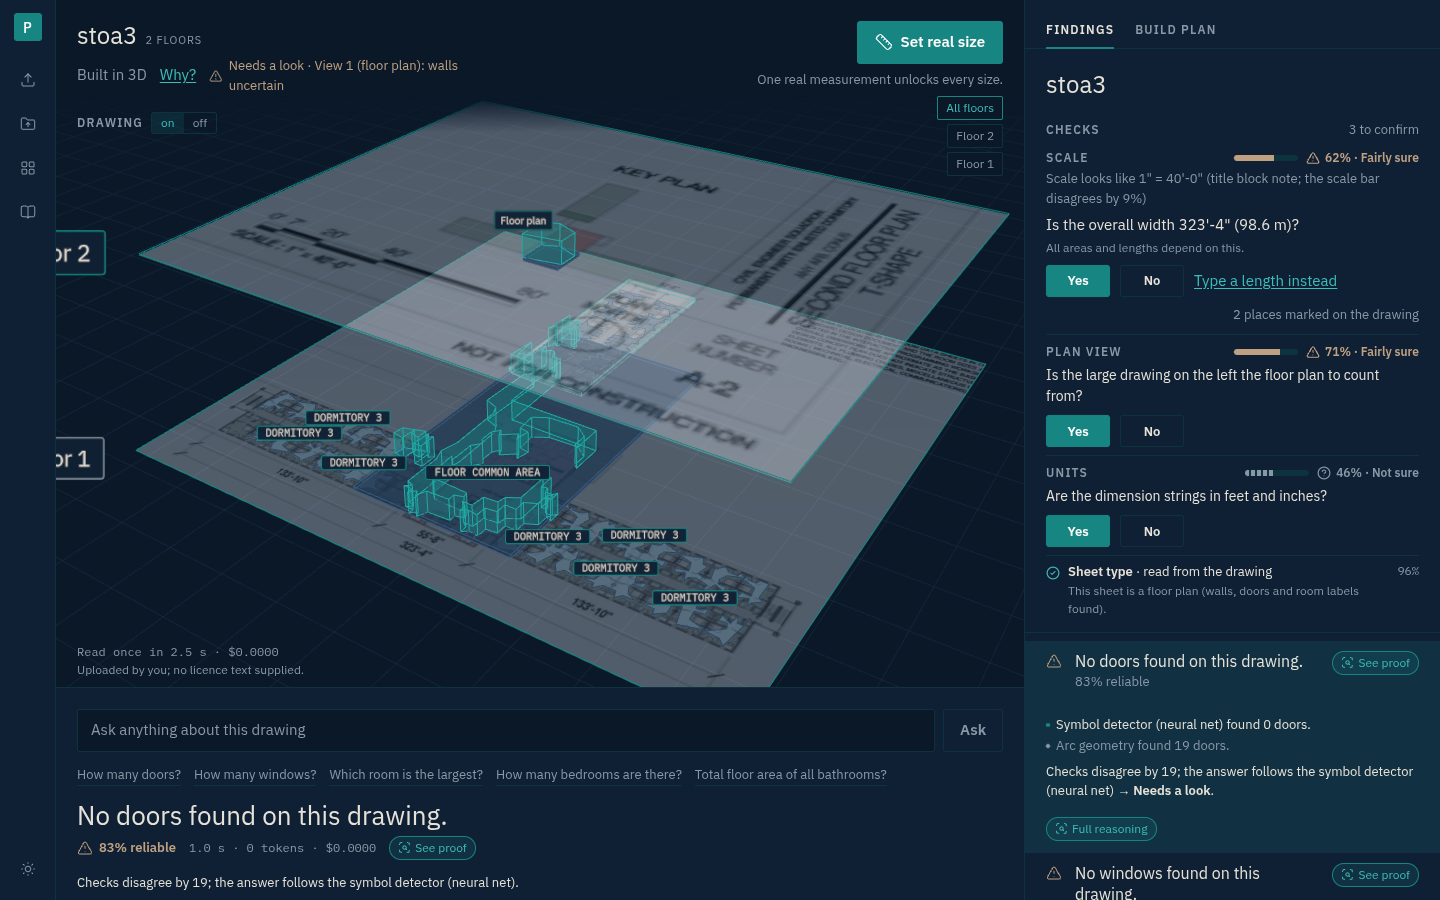 P
stoa3 2 FLOORS
Built in 3D Why? Needs a look · View 1 (floor plan): walls
uncertain
DRAWING on off
Set real size
One real measurement unlocks every size.
All floors
Floor 2
Floor 1
KEY PLAN
Floor plan
or 2
SECOND FLOOR PLAN
T-SHAPE
SHEET
NUMBER
A-2
NOT FOR CONSTRUCTION
or 1
DORMITORY 3
DORMITORY 3
DORMITORY 3
FLOOR COMMON AREA
133'-10"
55'-8"
323'-4"
DORMITORY 3
DORMITORY 3
DORMITORY 3
DORMITORY 3
133'-10"
Read once in 2.5 s · $0.0000
Uploaded by you; no licence text supplied.
Ask anything about this drawing
Ask
How many doors? How many windows? Which room is the largest? How many bedrooms are there? Total floor area of all bathrooms?
No doors found on this drawing.
83% reliable 1.0 s · 0 tokens · $0.0000 See proof
Checks disagree by 19; the answer follows the symbol detector (neural net).
FINDINGS BUILD PLAN
stoa3
CHECKS 3 to confirm
SCALE 62% · Fairly sure
Scale looks like 1" = 40'-0" (title block note; the scale bar
disagrees by 9%)
Is the overall width 323'-4" (98.6 m)?
All areas and lengths depend on this.
Yes No Type a length instead
2 places marked on the drawing
PLAN VIEW 71% · Fairly sure
Is the large drawing on the left the floor plan to count
from?
Yes No
UNITS 46% · Not sure
Are the dimension strings in feet and inches?
Yes No
Sheet type · read from the drawing 96%
This sheet is a floor plan (walls, doors and room labels
found).
No doors found on this drawing. See proof
83% reliable
• Symbol detector (neural net) found 0 doors.
• Arc geometry found 19 doors.
Checks disagree by 19; the answer follows the symbol detector
(neural net) → Needs a look.
Full reasoning
No windows found on this See proof
drawing.